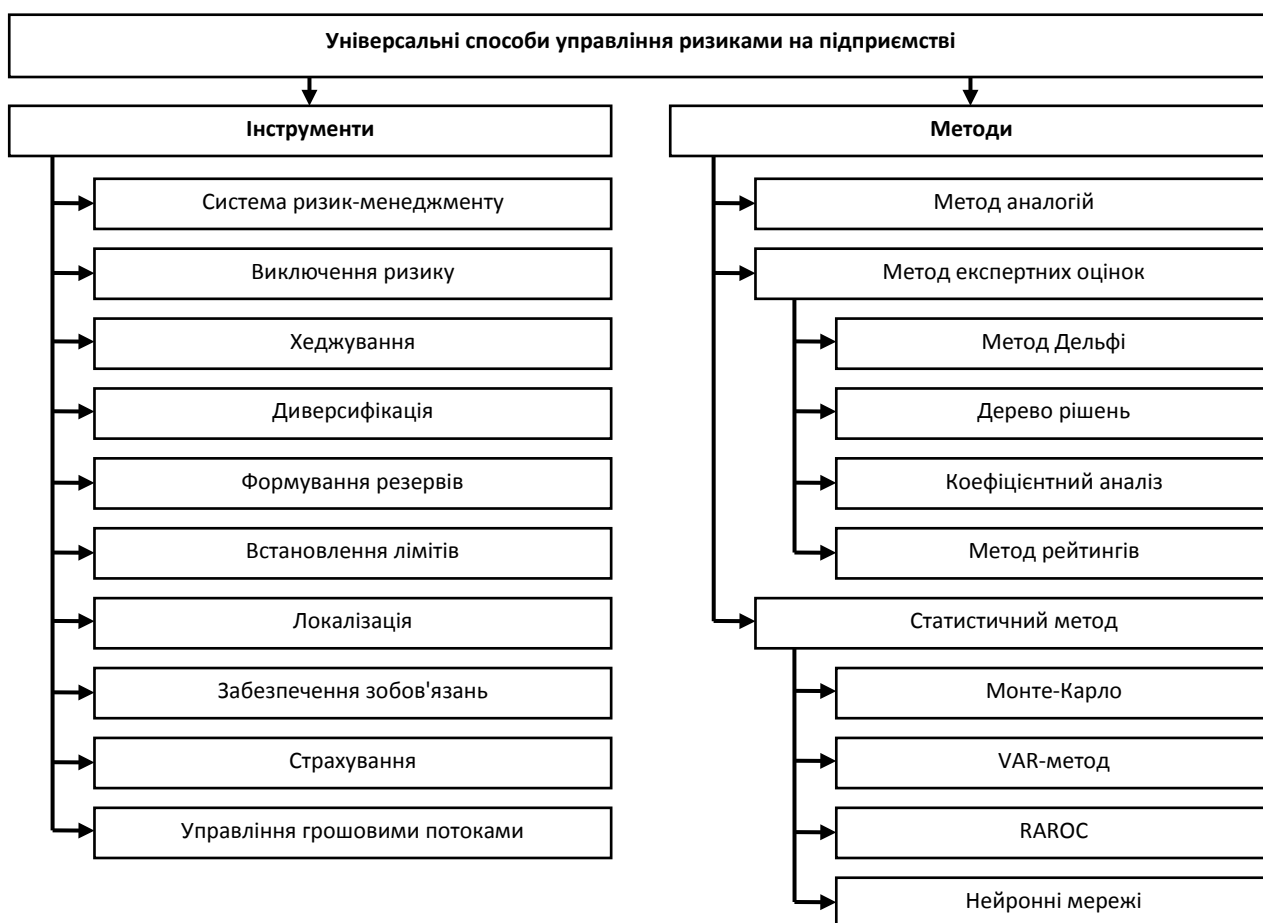 Універсальні способи управління ризиками на підприємстві
Інструменти
Система ризик-менеджменту
Виключення ризику
Хеджування
Диверсифікація
Формування резервів
Встановлення лімітів
Локалізація
Забезпечення зобов'язань
Страхування
Управління грошовими потоками
Методи
Метод аналогій
Метод експертних оцінок
Метод Дельфі
Дерево рішень
Коефіцієнтний аналіз
Метод рейтингів
Статистичний метод
Монте-Карло
VAR-метод
RAROC
Нейронні мережі